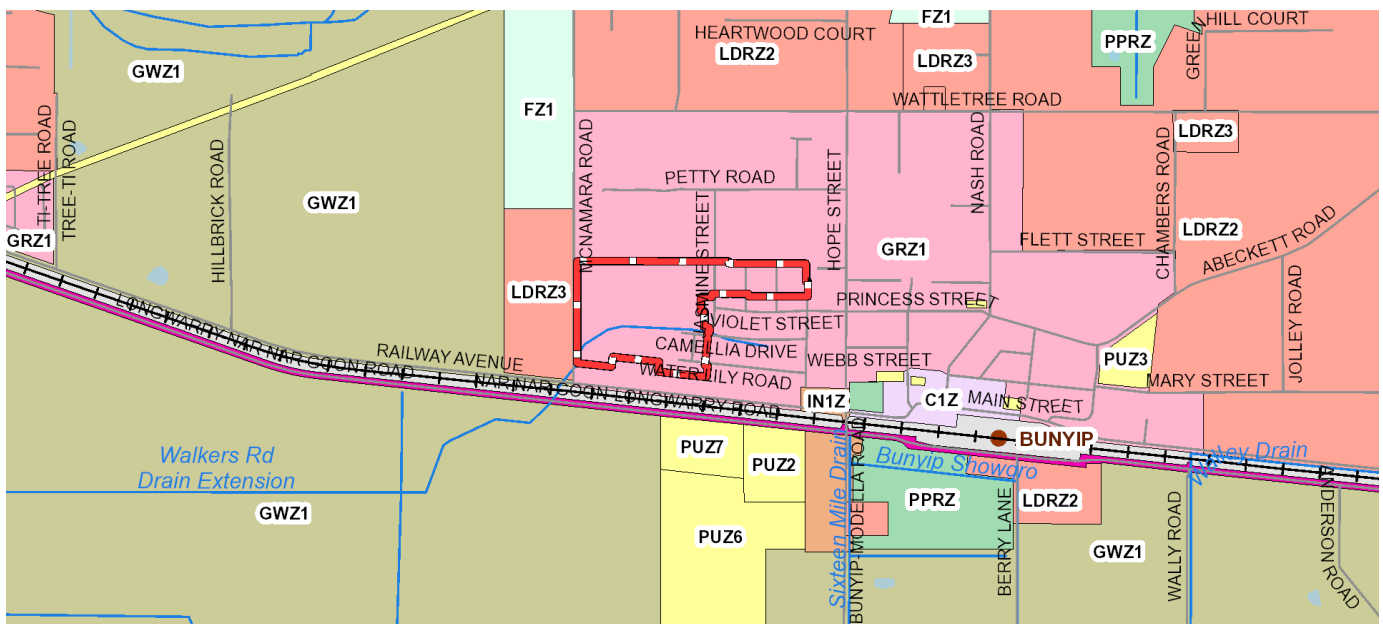 HEARTWOOD COURT
FZ1
HILL COURT
GREEN
PPRZ
GWZ1
LDRZ2
LDRZ3
FZ1
WATTLETREE ROAD
TI-TREE ROAD
TREE-TI ROAD
HILLBRICK ROAD
GWZ1
MCNAMARA ROAD
PETTY ROAD
HOPE STREET
NASH ROAD
CHAMBERS ROAD
LDRZ3
GRZ1
GRZ1
FLETT STREET
LDRZ2
ABECKETT ROAD
LDRZ3
JASMINE STREET
PRINCESS STREET
VIOLET STREET
CAMELLIA DRIVE
WEBB STREET
WATER LILY ROAD
LONGWARRY NAR NAR GOON ROAD
RAILWAY AVENUE
NAR NAR GOON LONGWARRY ROAD
PUZ3
JOLLEY ROAD
MARY STREET
IN1Z
C1Z
MAIN STREET
BUNYIP
Walkers Rd
Drain Extension
GWZ1
PUZ7
PUZ2
PUZ6
Sixteen Mile Drain
BUNYIP-MODELLA ROAD
Bunyip Showgro
PPRZ
BERRY LANE
LDRZ2
GWZ1
WALLY ROAD
ANDERSON ROAD